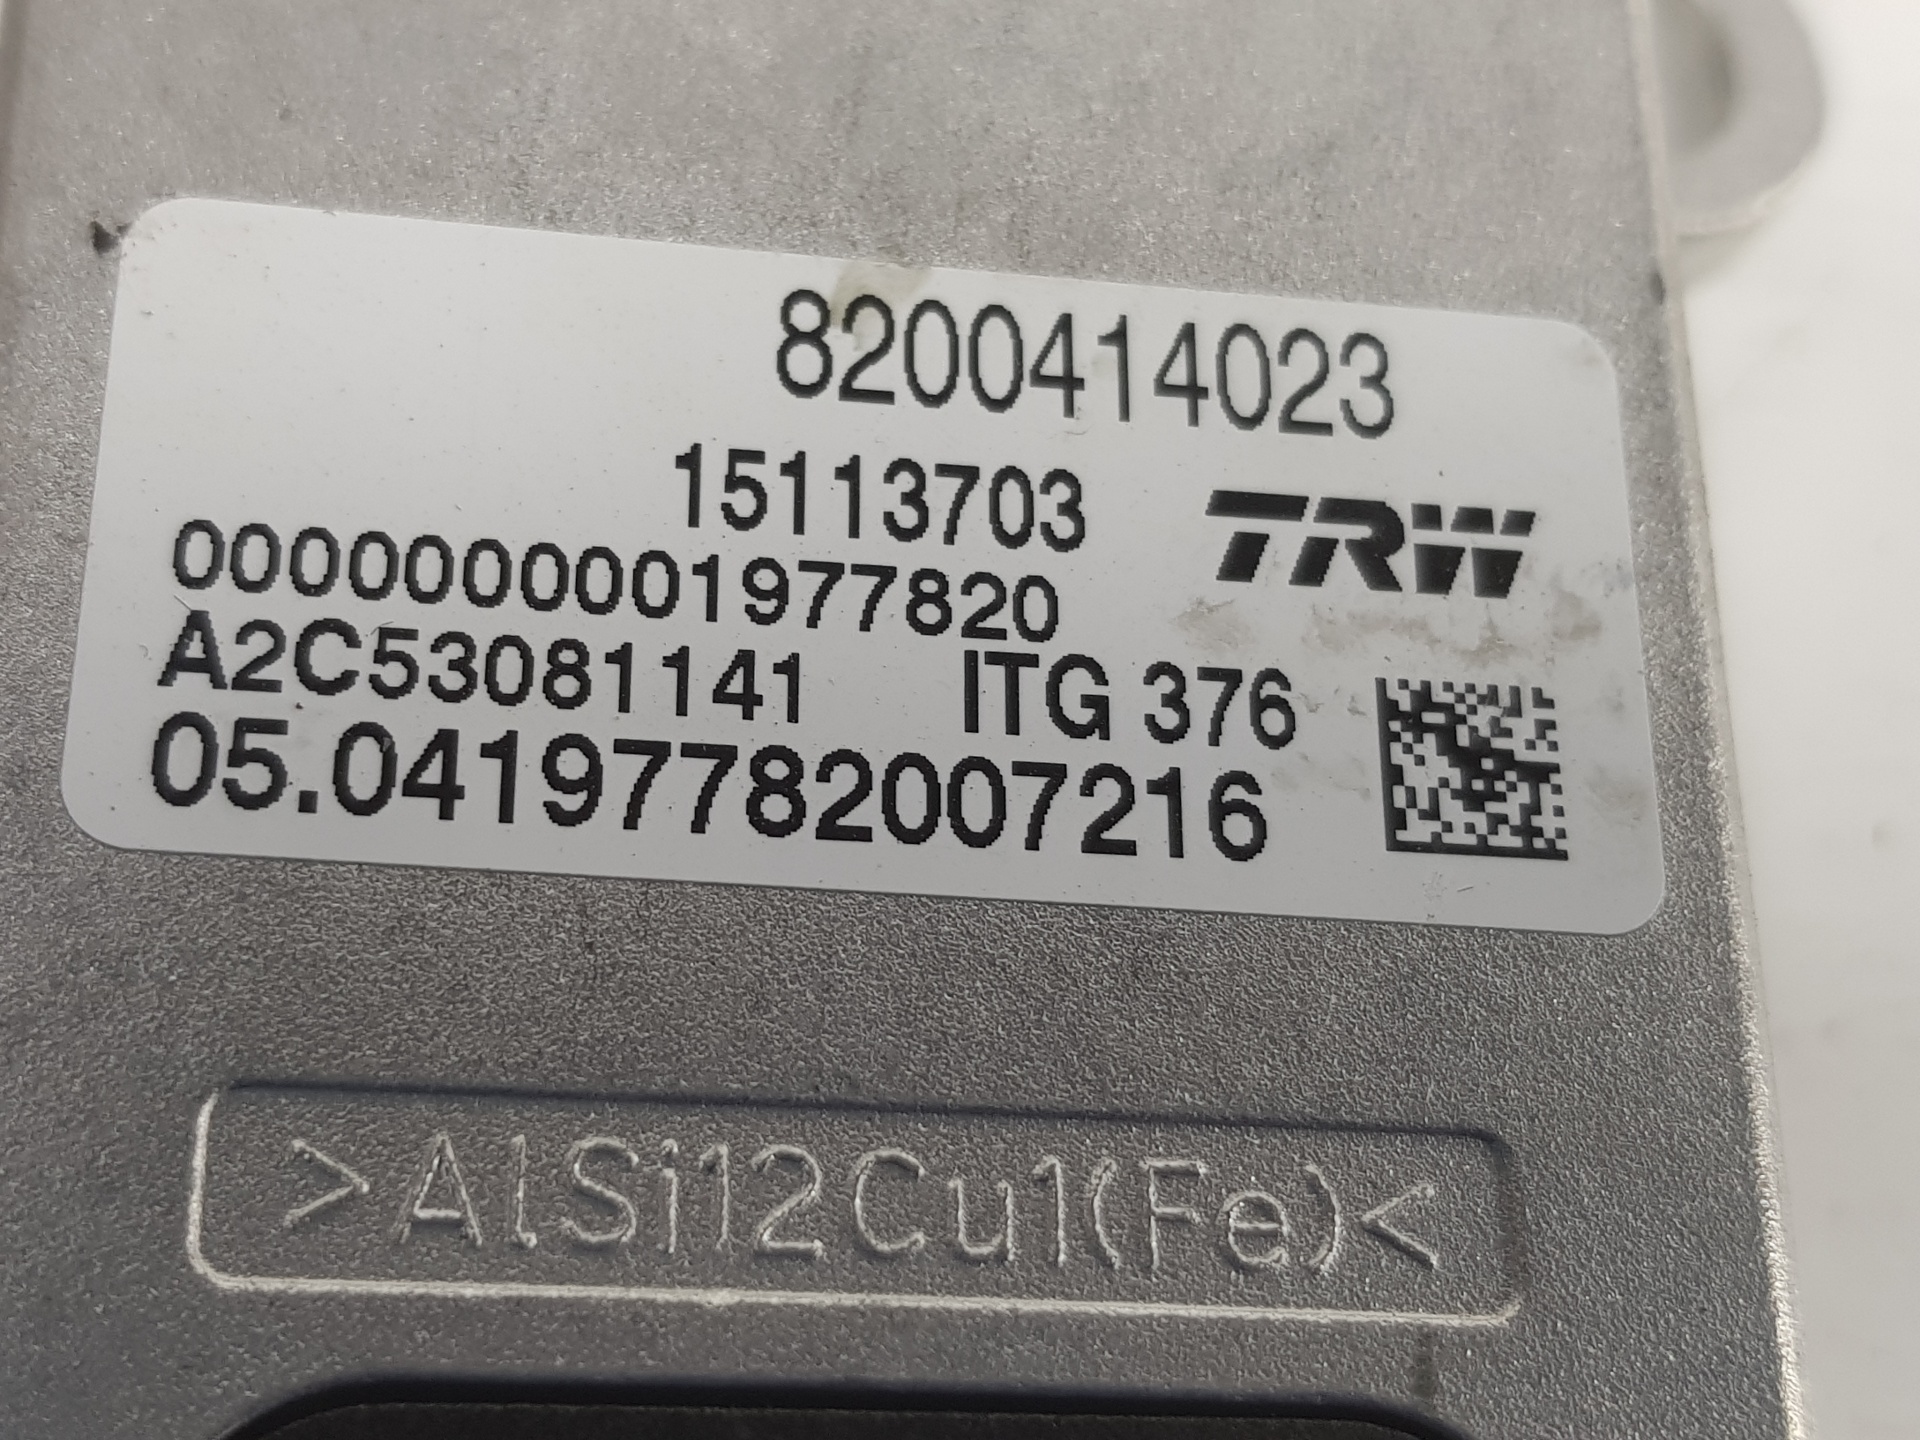 8200414023
15113703
TRW
0000000001977820
A2C53081141 ITG 376
05.04197782007216
>AlSi12Cu1(Fe)<